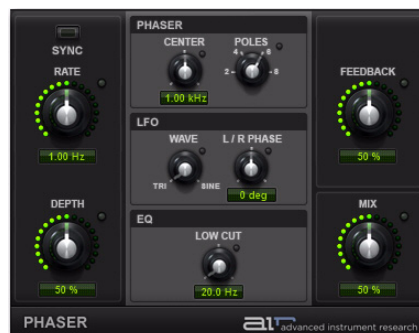 SYNC
RATE
1.00 Hz
DEPTH
50 %
PHASER
CENTER
1.00 kHz
POLES
2 4 6 8
LFO
WAVE
TRI SINE
L / R PHASE
0 deg
EQ
LOW CUT
20.0 Hz
FEEDBACK
50 %
MIX
50 %
PHASER
air advanced instrument research